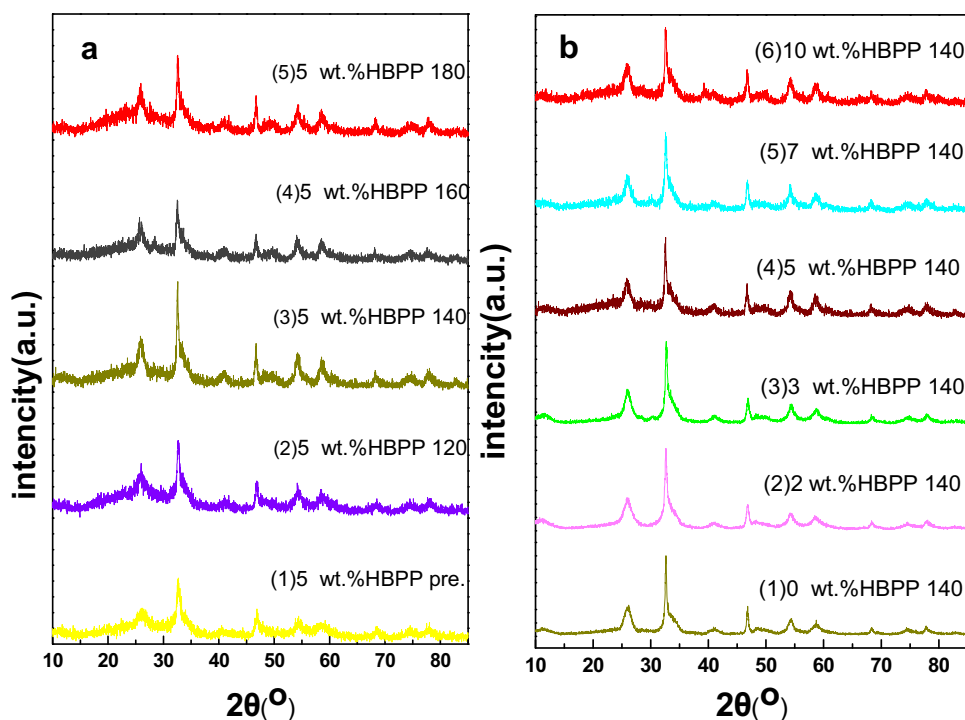 a
(5)5 wt.%HBPP 180
(4)5 wt.%HBPP 160
(3)5 wt.%HBPP 140
(2)5 wt.%HBPP 120
(1)5 wt.%HBPP pre.
intencity(a.u.)
10 20 30 40 50 60 70 80
2θ(°)
b
(6)10 wt.%HBPP 140
(5)7 wt.%HBPP 140
(4)5 wt.%HBPP 140
(3)3 wt.%HBPP 140
(2)2 wt.%HBPP 140
(1)0 wt.%HBPP 140
intencity(a.u.)
10 20 30 40 50 60 70 80
2θ(°)